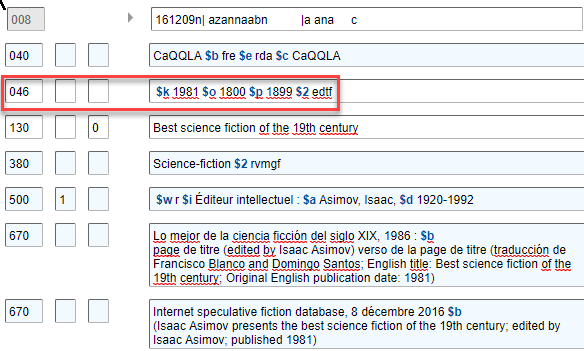 008 161209n| azannaabn |a ana c
040 CaQQLA $b fre $e rda $c CaQQLA
046 $k 1981 $o 1800 $p 1899 $2 edtf
130 0 Best science fiction of the 19th century
380 Science-fiction $2 rvmgf
500 1 $w r $i Éditeur intellectuel : $a Asimov, Isaac, $d 1920-1992
670 Lo mejor de la ciencia ficción del siglo XIX, 1986 : $b
page de titre (edited by Isaac Asimov) verso de la page de titre (traducción de
Francisco Blanco and Domingo Santos; English title: Best science fiction of the
19th century; Original English publication date: 1981)
670 Internet speculative fiction database, 8 décembre 2016 $b
(Isaac Asimov presents the best science fiction of the 19th century; edited by
Isaac Asimov; published 1981)